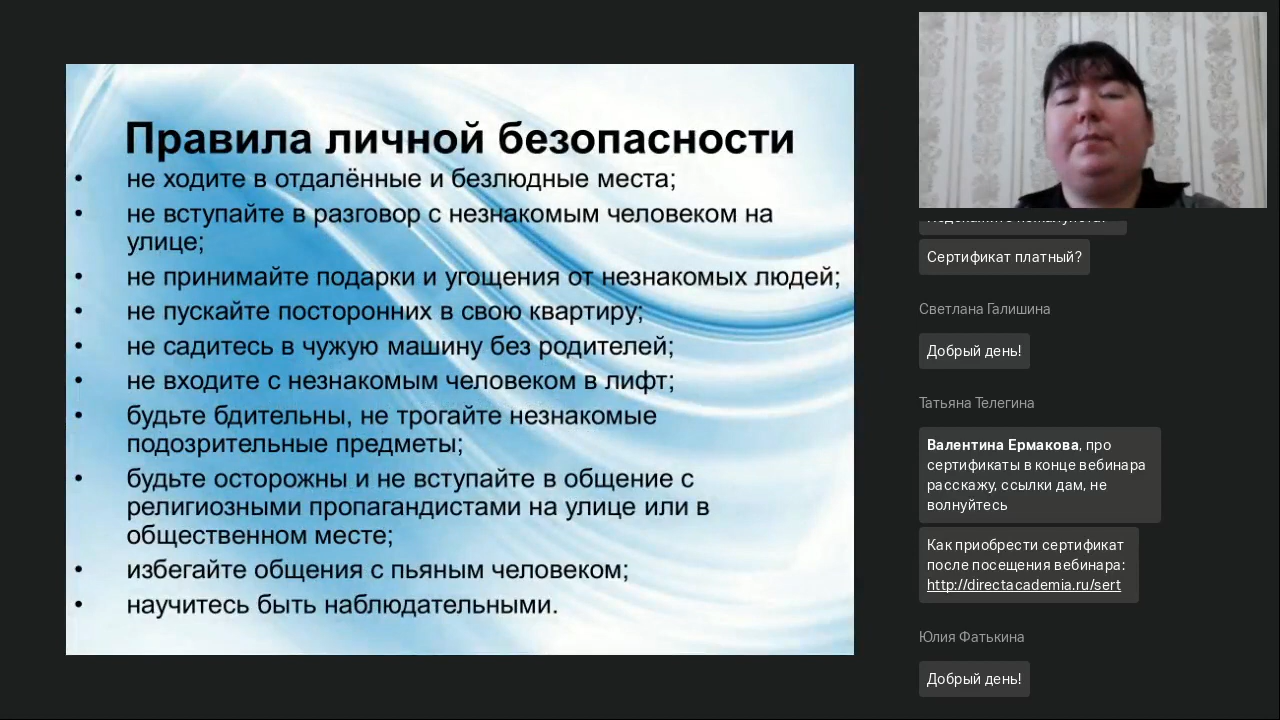 Правила личной безопасности
• не ходите в отдалённые и безлюдные места;
• не вступайте в разговор с незнакомым человеком на
улице;
• не принимайте подарки и угощения от незнакомых людей;
• не пускайте посторонних в свою квартиру;
• не садитесь в чужую машину без родителей;
• не входите с незнакомым человеком в лифт;
• будьте бдительны, не трогайте незнакомые
подозрительные предметы;
• будьте осторожны и не вступайте в общение с
религиозными пропагандистами на улице или в
общественном месте;
• избегайте общения с пьяным человеком;
• научитесь быть наблюдательными.
Сертификат платный?
Светлана Галишина
Добрый день!
Татьяна Телегина
Валентина Ермакова, про
сертификаты в конце вебинара
расскажу, ссылки дам, не
волнуйтесь
Как приобрести сертификат
после посещения вебинара:
http://directacademia.ru/sert
Юлия Фатькина
Добрый день!